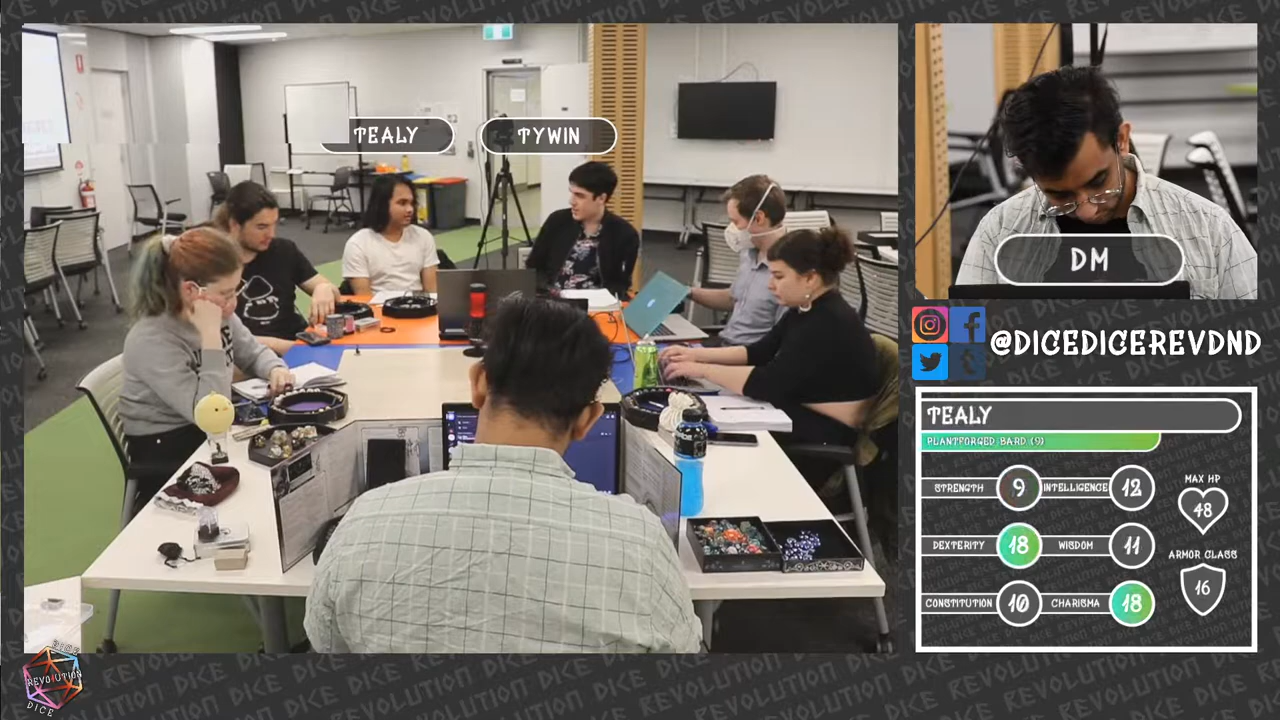 TEALY
TYWIN
DM
@DICEDICEREVDND
TEALY
PLANTFORGED BARD (9)
STRENGTH 9 INTELLIGENCE 12
MAX HP
48
DEXTERITY 18 WISDOM 11
ARMOR CLASS
16
CONSTITUTION 10 CHARISMA 18
DICE
REVOLUTION
DICE